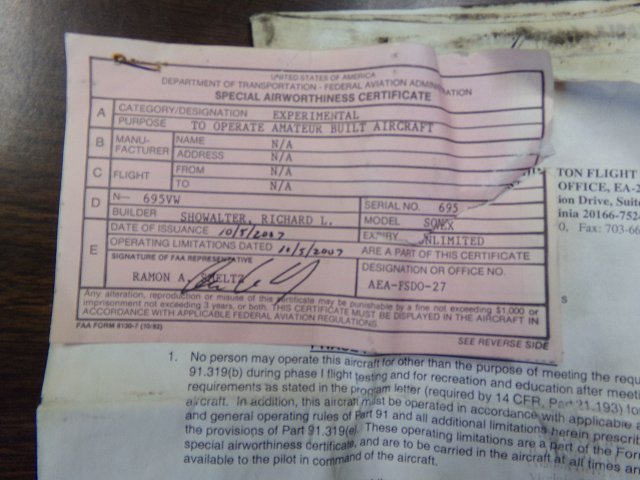 UNITED STATES OF AMERICA
DEPARTMENT OF TRANSPORTATION - FEDERAL AVIATION ADMINISTRATION
SPECIAL AIRWORTHINESS CERTIFICATE
A CATEGORY/DESIGNATION EXPERIMENTAL
PURPOSE TO OPERATE AMATEUR BUILT AIRCRAFT
B MANU-FACTURER NAME N/A
ADDRESS N/A
C FLIGHT FROM N/A
TO N/A
D N— 695VW SERIAL NO. 695
BUILDER SHOWALTER, RICHARD L. MODEL SONEX
E DATE OF ISSUANCE 10/5/2007 EXPIRY UNLIMITED
OPERATING LIMITATIONS DATED 10/5/2007 ARE A PART OF THIS CERTIFICATE
SIGNATURE OF FAA REPRESENTATIVE DESIGNATION OR OFFICE NO.
RAMON A. SHELTZ AEA-FSDO-27
Any alteration, reproduction or misuse of this certificate may be punishable by a fine not exceeding $1,000 or
imprisonment not exceeding 3 years, or both. THIS CERTIFICATE MUST BE DISPLAYED IN THE AIRCRAFT IN
ACCORDANCE WITH APPLICABLE FEDERAL AVIATION REGULATIONS.
FAA FORM 8130-7 (10/82) SEE REVERSE SIDE
TON FLIGHT
OFFICE, EA-2
ion Drive, Suite
inia 20166-752
0, Fax: 703-66
s
1. No person may operate this aircraft for other than the purpose of meeting the requ
91.319(b) during phase I flight testing and for recreation and education after meeti
requirements as stated in the program letter (required by 14 CFR, Part 21.193) fo
aircraft. In addition, this aircraft must be operated in accordance with applicable a
and general operating rules of Part 91 and all additional limitations herein prescrib
the provisions of Part 91.319(e). These operating limitations are a part of the Form
special airworthiness certificate, and are to be carried in the aircraft at all times an
available to the pilot in command of the aircraft.